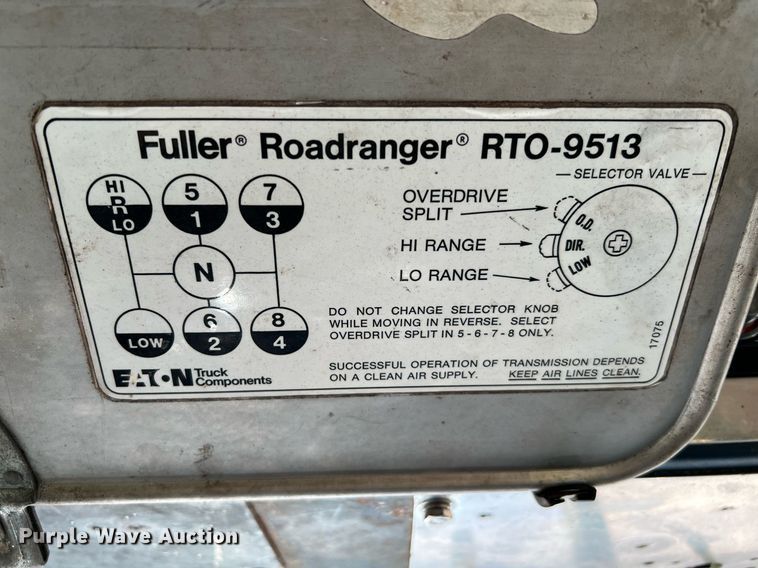 Fuller® Roadranger® RTO-9513
— SELECTOR VALVE —
HI
R
LO
5
1
7
3
N
LOW
6
2
8
4
OVERDRIVE
SPLIT
HI RANGE
LO RANGE
O.D.
DIR.
LOW
DO NOT CHANGE SELECTOR KNOB
WHILE MOVING IN REVERSE. SELECT
OVERDRIVE SPLIT IN 5-6-7-8 ONLY.
17075
EATON Truck
Components
SUCCESSFUL OPERATION OF TRANSMISSION DEPENDS
ON A CLEAN AIR SUPPLY. KEEP AIR LINES CLEAN.
Purple Wave Auction